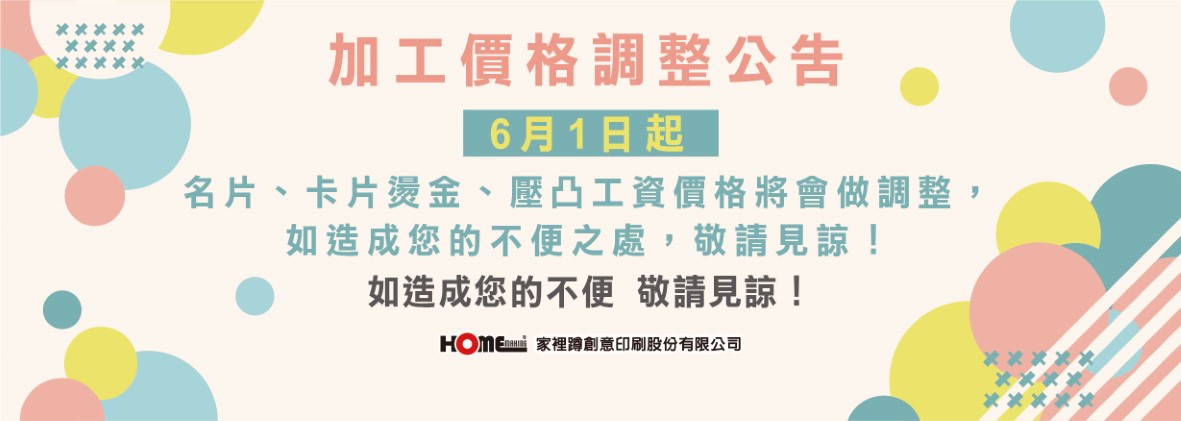 加工價格調整公告
6月1日起
名片、卡片燙金、壓凸工資價格將會做調整，
如造成您的不便之處，敬請見諒！
如造成您的不便 敬請見諒！
HOMEMAKING 家裡蹲創意印刷股份有限公司